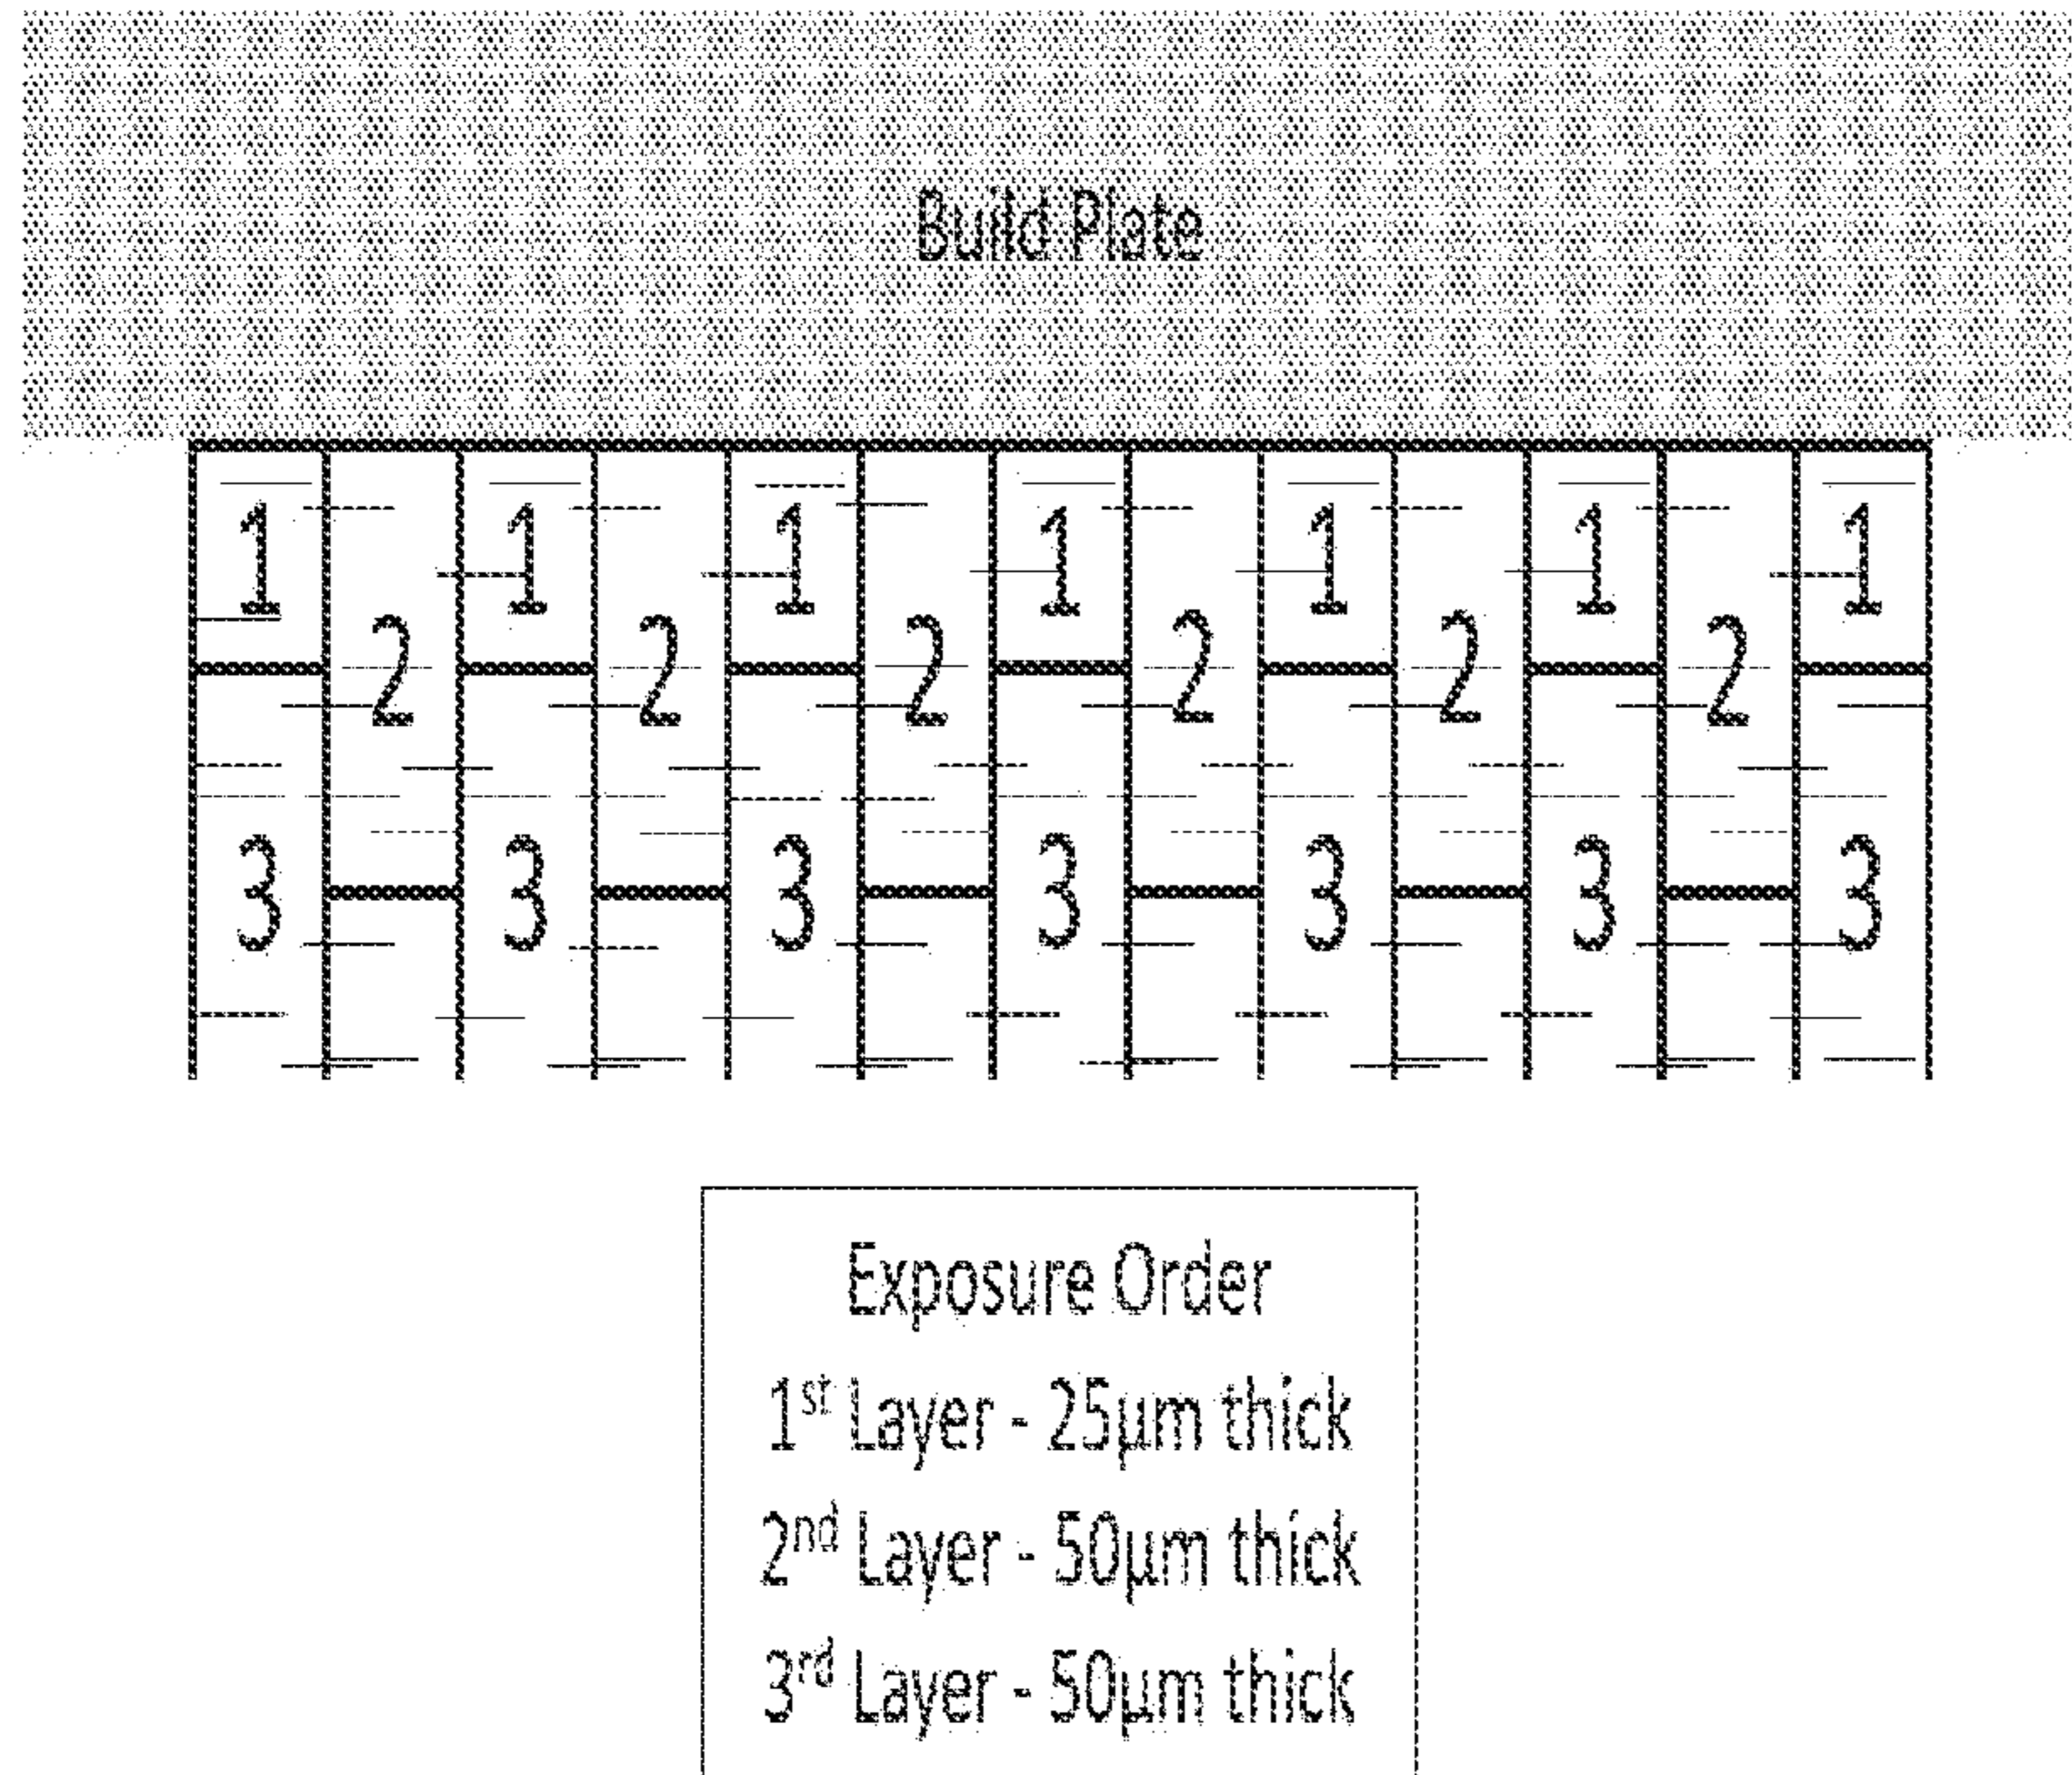 Build Plate
1 1 1 1 1 1 1
2 2 2 2 2 2
3 3 3 3 3 3 3
Exposure Order
1st Layer - 25µm thick
2nd Layer - 50µm thick
3rd Layer - 50µm thick